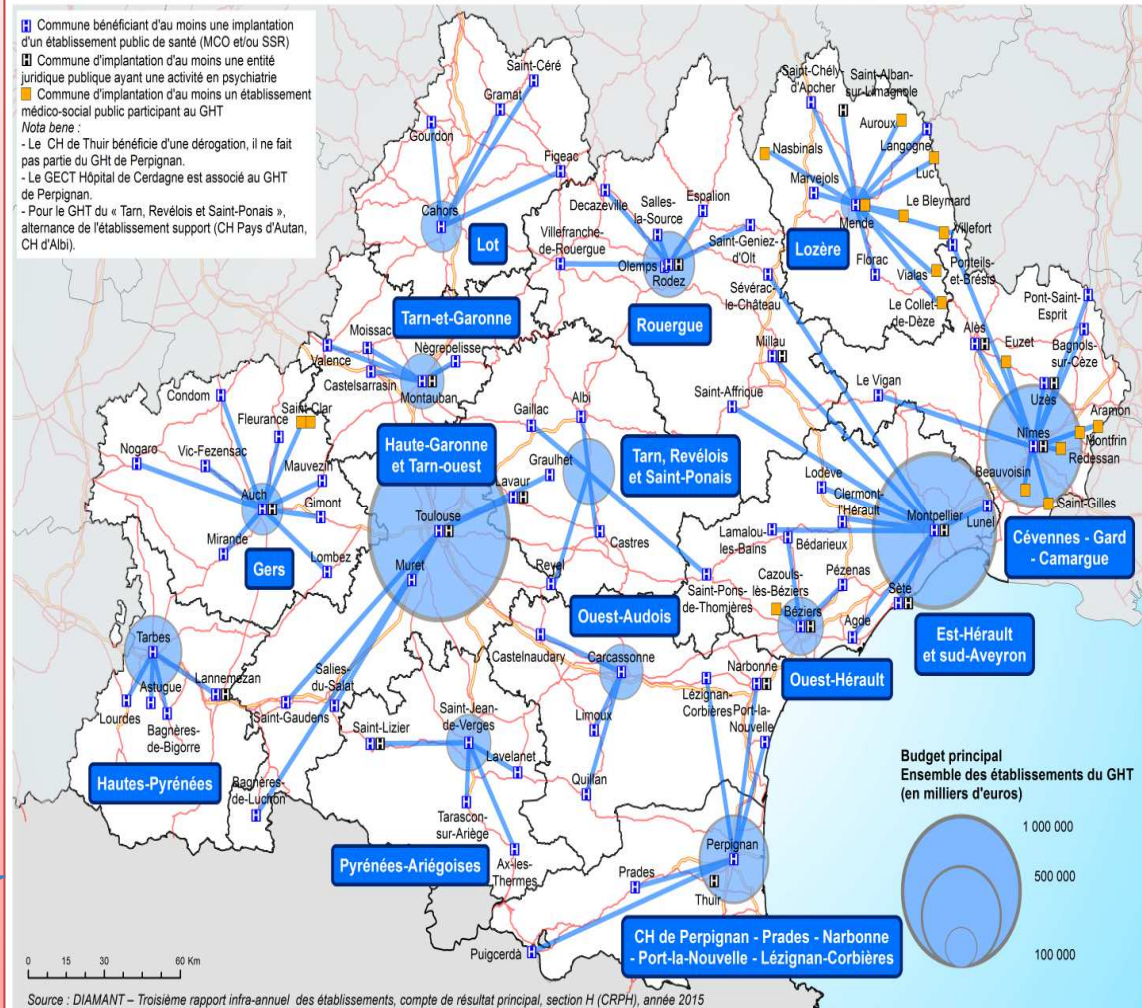 Commune bénéficiant d'au moins une implantation
d'un établissement public de santé (MCO et/ou SSR)
Commune d'implantation d'au moins une entité
juridique publique ayant une activité en psychiatrie
Commune d'implantation d'au moins un établissement
médico-social public participant au GHT
Nota bene :
- Le CH de Thuir bénéficie d'une dérogation, il ne fait
pas partie du GHt de Perpignan.
- Le GECT Hôpital de Cerdagne est associé au GHT
de Perpignan.
- Pour le GHT du « Tarn, Revélois et Saint-Ponais »,
alternance de l'établissement support (CH Pays d'Autan,
CH d'Albi).
Saint-Céré
Gramat
Gourdon
Figeac
Cahors
Lot
Decazeville
Salles-
la-Source
Espalion
Villefranche-
de-Rouergue
Olemps
Rodez
Saint-Geniez-
d'Olt
Sévérac-
le-Château
Rouergue
Saint-Chély
d'Apcher
Saint-Alban-
sur-Limagnole
Auroux
Langogne
Luc
Nasbinals
Marvejols
Mende
Le Bleymard
Villefort
Florac
Vialas
Le Collet-
de-Dèze
Lozère
Ponteils-
et-Brésis
Pont-Saint-
Esprit
Alès
Bagnols-
sur-Cèze
Euzet
Uzès
Le Vigan
Nîmes
Aramon
Montfrin
Redessan
Beauvoisin
Saint-Gilles
Cévennes - Gard
- Camargue
Tarn-et-Garonne
Moissac
Nègrepelisse
Valence
Castelsarrasin
Montauban
Condom
Fleurance
Saint-Clar
Nogaro
Vic-Fezensac
Mauvezin
Auch
Gimont
Mirande
Lombez
Gers
Haute-Garonne
et Tarn-ouest
Toulouse
Muret
Lavaur
Graulhet
Gaillac
Albi
Tarn, Revélois
et Saint-Ponais
Castres
Revel
Saint-Pons-
de-Thomières
Millau
Saint-Affrique
Lodève
Clermont-
l'Hérault
Montpellier
Lunel
Lamalou-
les-Bains
Bédarieux
Cazouls-
lès-Béziers
Pézenas
Béziers
Sète
Agde
Est-Hérault
et sud-Aveyron
Ouest-Hérault
Ouest-Audois
Castelnaudary
Carcassonne
Limoux
Quillan
Lézignan-
Corbières
Narbonne
Port-la-
Nouvelle
Tarbes
Lourdes
Astugue
Bagnères-
de-Bigorre
Lannemezan
Hautes-Pyrénées
Salies-
du-Salat
Saint-Gaudens
Bagnères-
de-Luchon
Saint-Lizier
Saint-Jean-
de-Verges
Lavelanet
Tarascon-
sur-Ariège
Ax-les-
Thermes
Pyrénées-Ariégoises
Perpignan
Prades
Thuir
Puigcerdà
CH de Perpignan - Prades - Narbonne
- Port-la-Nouvelle - Lézignan-Corbières
Budget principal
Ensemble des établissements du GHT
(en milliers d'euros)
1 000 000
500 000
100 000
0 15 30 60 Km
Source : DIAMANT – Troisième rapport infra-annuel des établissements, compte de résultat principal, section H (CRPH), année 2015